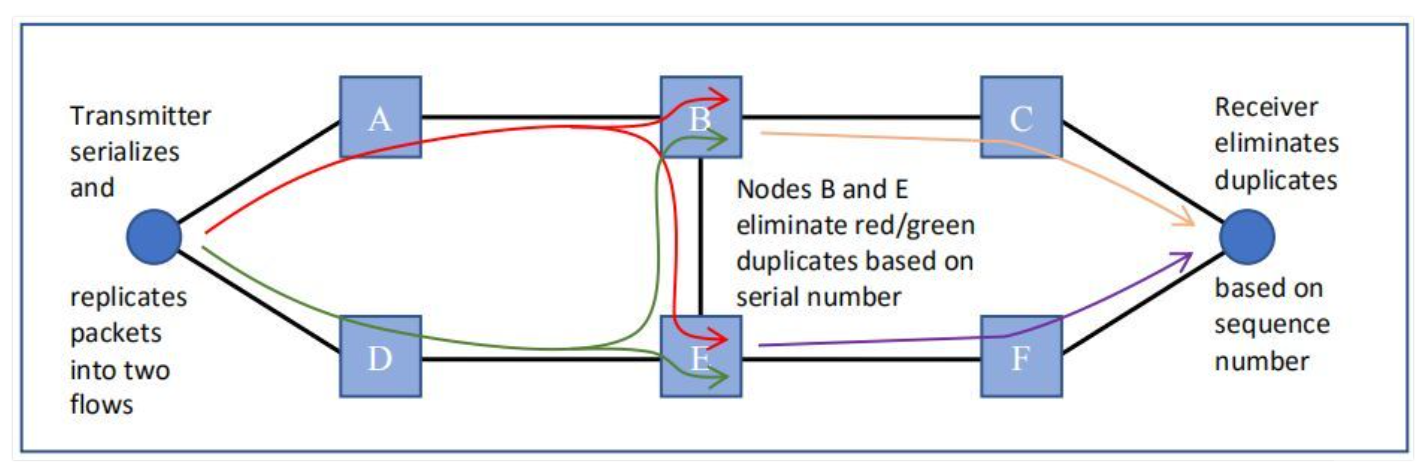 Transmitter
serializes
and
replicates
packets
into two
flows
A
B
C
D
E
F
Nodes B and E
eliminate red/green
duplicates based on
serial number
Receiver
eliminates
duplicates
based on
sequence
number